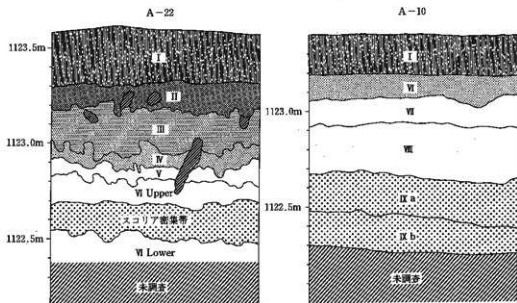 A-22
1123.5m
I
II
III
1123.0m
IV
V
VI Upper
スコリア密集帯
1122.5m
VI Lower
未調査
A-10
I
VI
1123.0m
VII
VIII
IX a
1122.5m
IX b
未調査